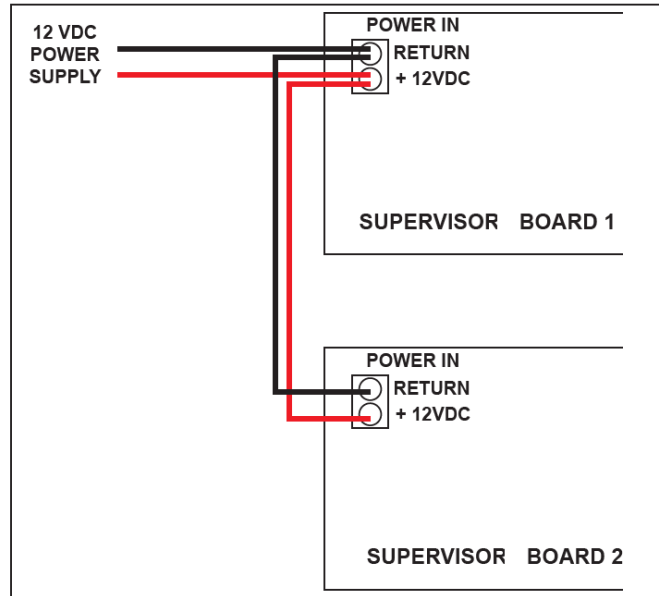 12 VDC
POWER
SUPPLY
POWER IN
RETURN
+ 12VDC
SUPERVISOR BOARD 1
POWER IN
RETURN
+ 12VDC
SUPERVISOR BOARD 2